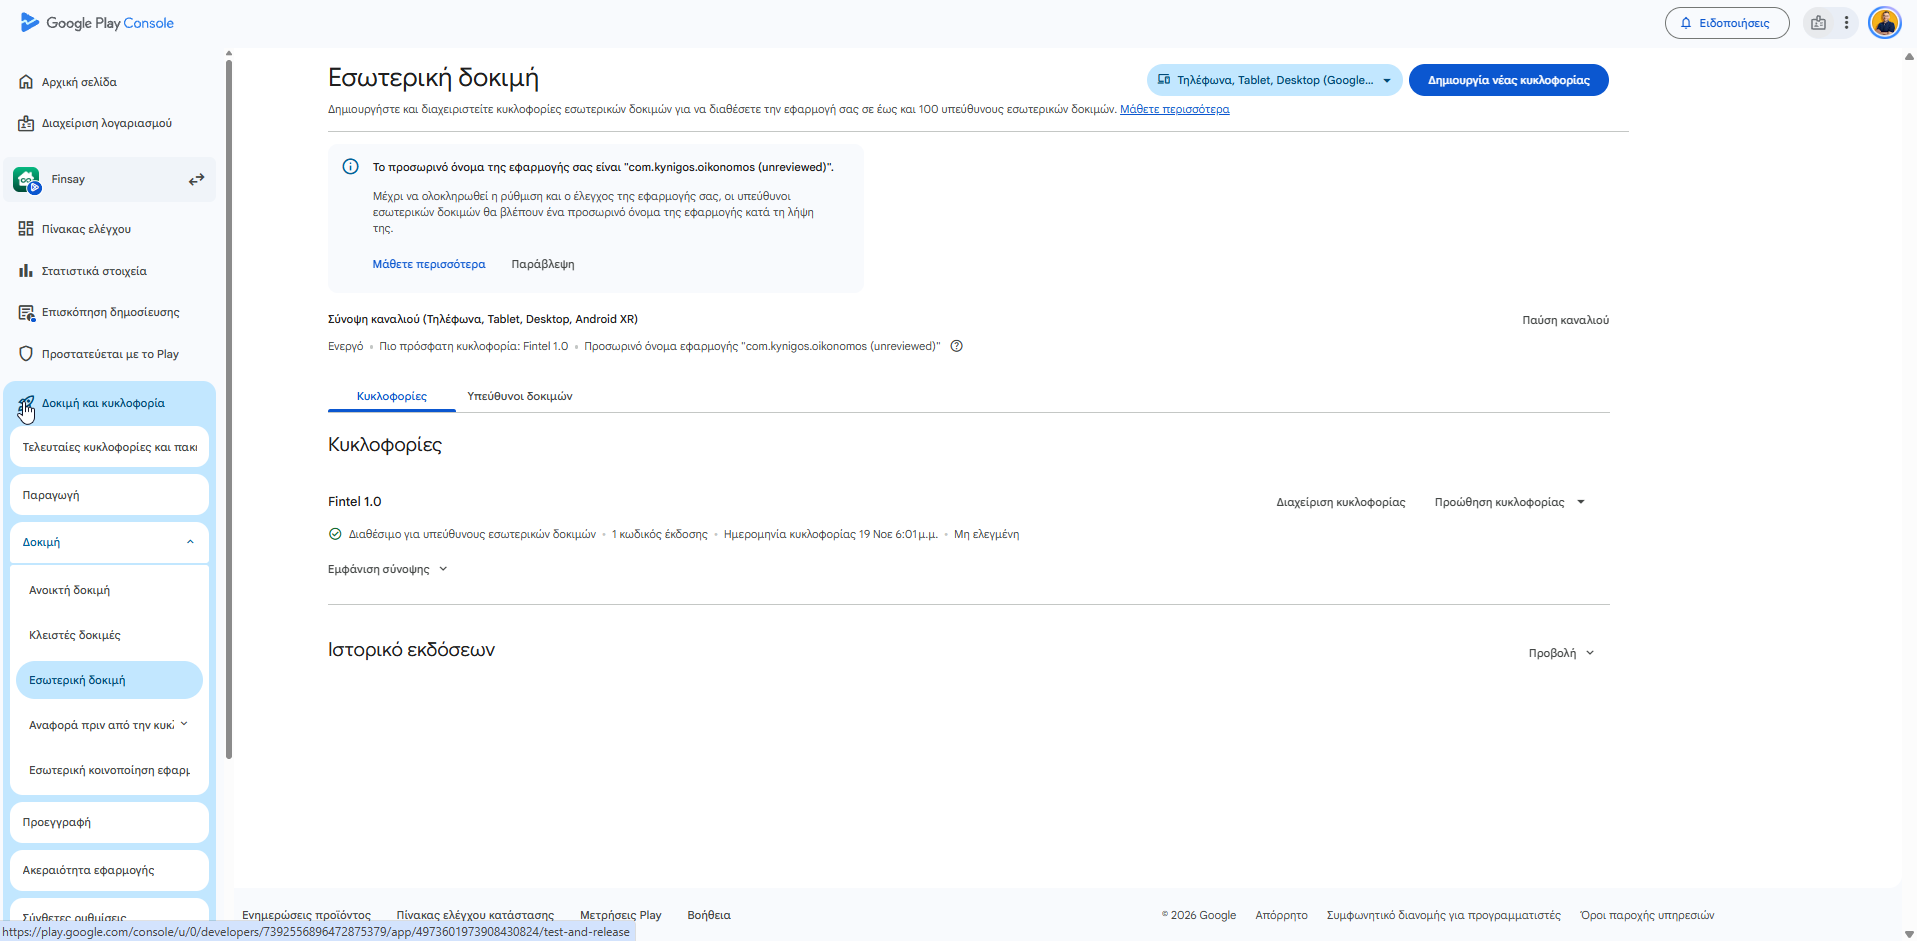 Google Play Console
Ειδοποιήσεις
Αρχική σελίδα
Διαχείριση λογαριασμού
Finsay
Πίνακας ελέγχου
Στατιστικά στοιχεία
Επισκόπηση δημοσίευσης
Προστατεύεται με το Play
Δοκιμή και κυκλοφορία
Τελευταίες κυκλοφορίες και πακ
Παραγωγή
Δοκιμή
Ανοικτή δοκιμή
Κλειστές δοκιμές
Εσωτερική δοκιμή
Αναφορά πριν από την κυκ
Εσωτερική κοινοποίηση εφαρμ
Προεγγραφή
Ακεραιότητα εφαρμογής
Σύνθετες ρυθμίσεις
Εσωτερική δοκιμή
Τηλέφωνα, Tablet, Desktop (Google...
Δημιουργία νέας κυκλοφορίας
Δημιουργήστε και διαχειριστείτε κυκλοφορίες εσωτερικών δοκιμών για να διαθέσετε την εφαρμογή σας σε έως και 100 υπεύθυνους εσωτερικών δοκιμών. Μάθετε περισσότερα
Το προσωρινό όνομα της εφαρμογής σας είναι "com.kynigos.oikonomos (unreviewed)".
Μέχρι να ολοκληρωθεί η ρύθμιση και ο έλεγχος της εφαρμογής σας, οι υπεύθυνοι
εσωτερικών δοκιμών θα βλέπουν ένα προσωρινό όνομα της εφαρμογής κατά τη λήψη
της.
Μάθετε περισσότερα
Παράβλεψη
Σύνοψη καναλιού (Τηλέφωνα, Tablet, Desktop, Android XR)
Παύση καναλιού
Ενεργό • Πιο πρόσφατη κυκλοφορία: Fintel 1.0 • Προσωρινό όνομα εφαρμογής "com.kynigos.oikonomos (unreviewed)"
Κυκλοφορίες
Υπεύθυνοι δοκιμών
Κυκλοφορίες
Fintel 1.0
Διαχείριση κυκλοφορίας
Προώθηση κυκλοφορίας
Διαθέσιμο για υπεύθυνους εσωτερικών δοκιμών • 1 κωδικός έκδοσης • Ημερομηνία κυκλοφορίας 19 Νοε 6:01 μ.μ. • Μη ελεγμένη
Εμφάνιση σύνοψης
Ιστορικό εκδόσεων
Προβολή
Ενημερώσεις προϊόντος
Πίνακας ελέγχου κατάστασης
Μετρήσεις Play
Βοήθεια
© 2026 Google
Απόρρητο
Συμφωνητικό διανομής για προγραμματιστές
Όροι παροχής υπηρεσιών
https://play.google.com/console/u/0/developers/7392556896472875379/app/4973601973908430824/test-and-release